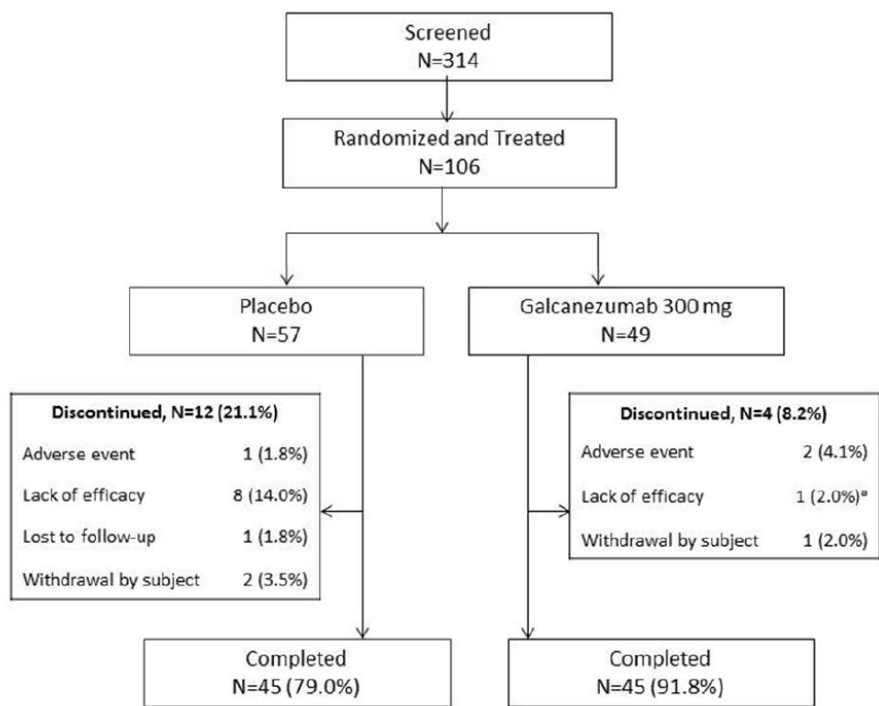 Screened
N=314
Randomized and Treated
N=106
Placebo
N=57
Galcanezumab 300 mg
N=49
Discontinued, N=12 (21.1%)
Adverse event 1 (1.8%)
Lack of efficacy 8 (14.0%)
Lost to follow-up 1 (1.8%)
Withdrawal by subject 2 (3.5%)
Discontinued, N=4 (8.2%)
Adverse event 2 (4.1%)
Lack of efficacy 1 (2.0%)ᵃ
Withdrawal by subject 1 (2.0%)
Completed
N=45 (79.0%)
Completed
N=45 (91.8%)